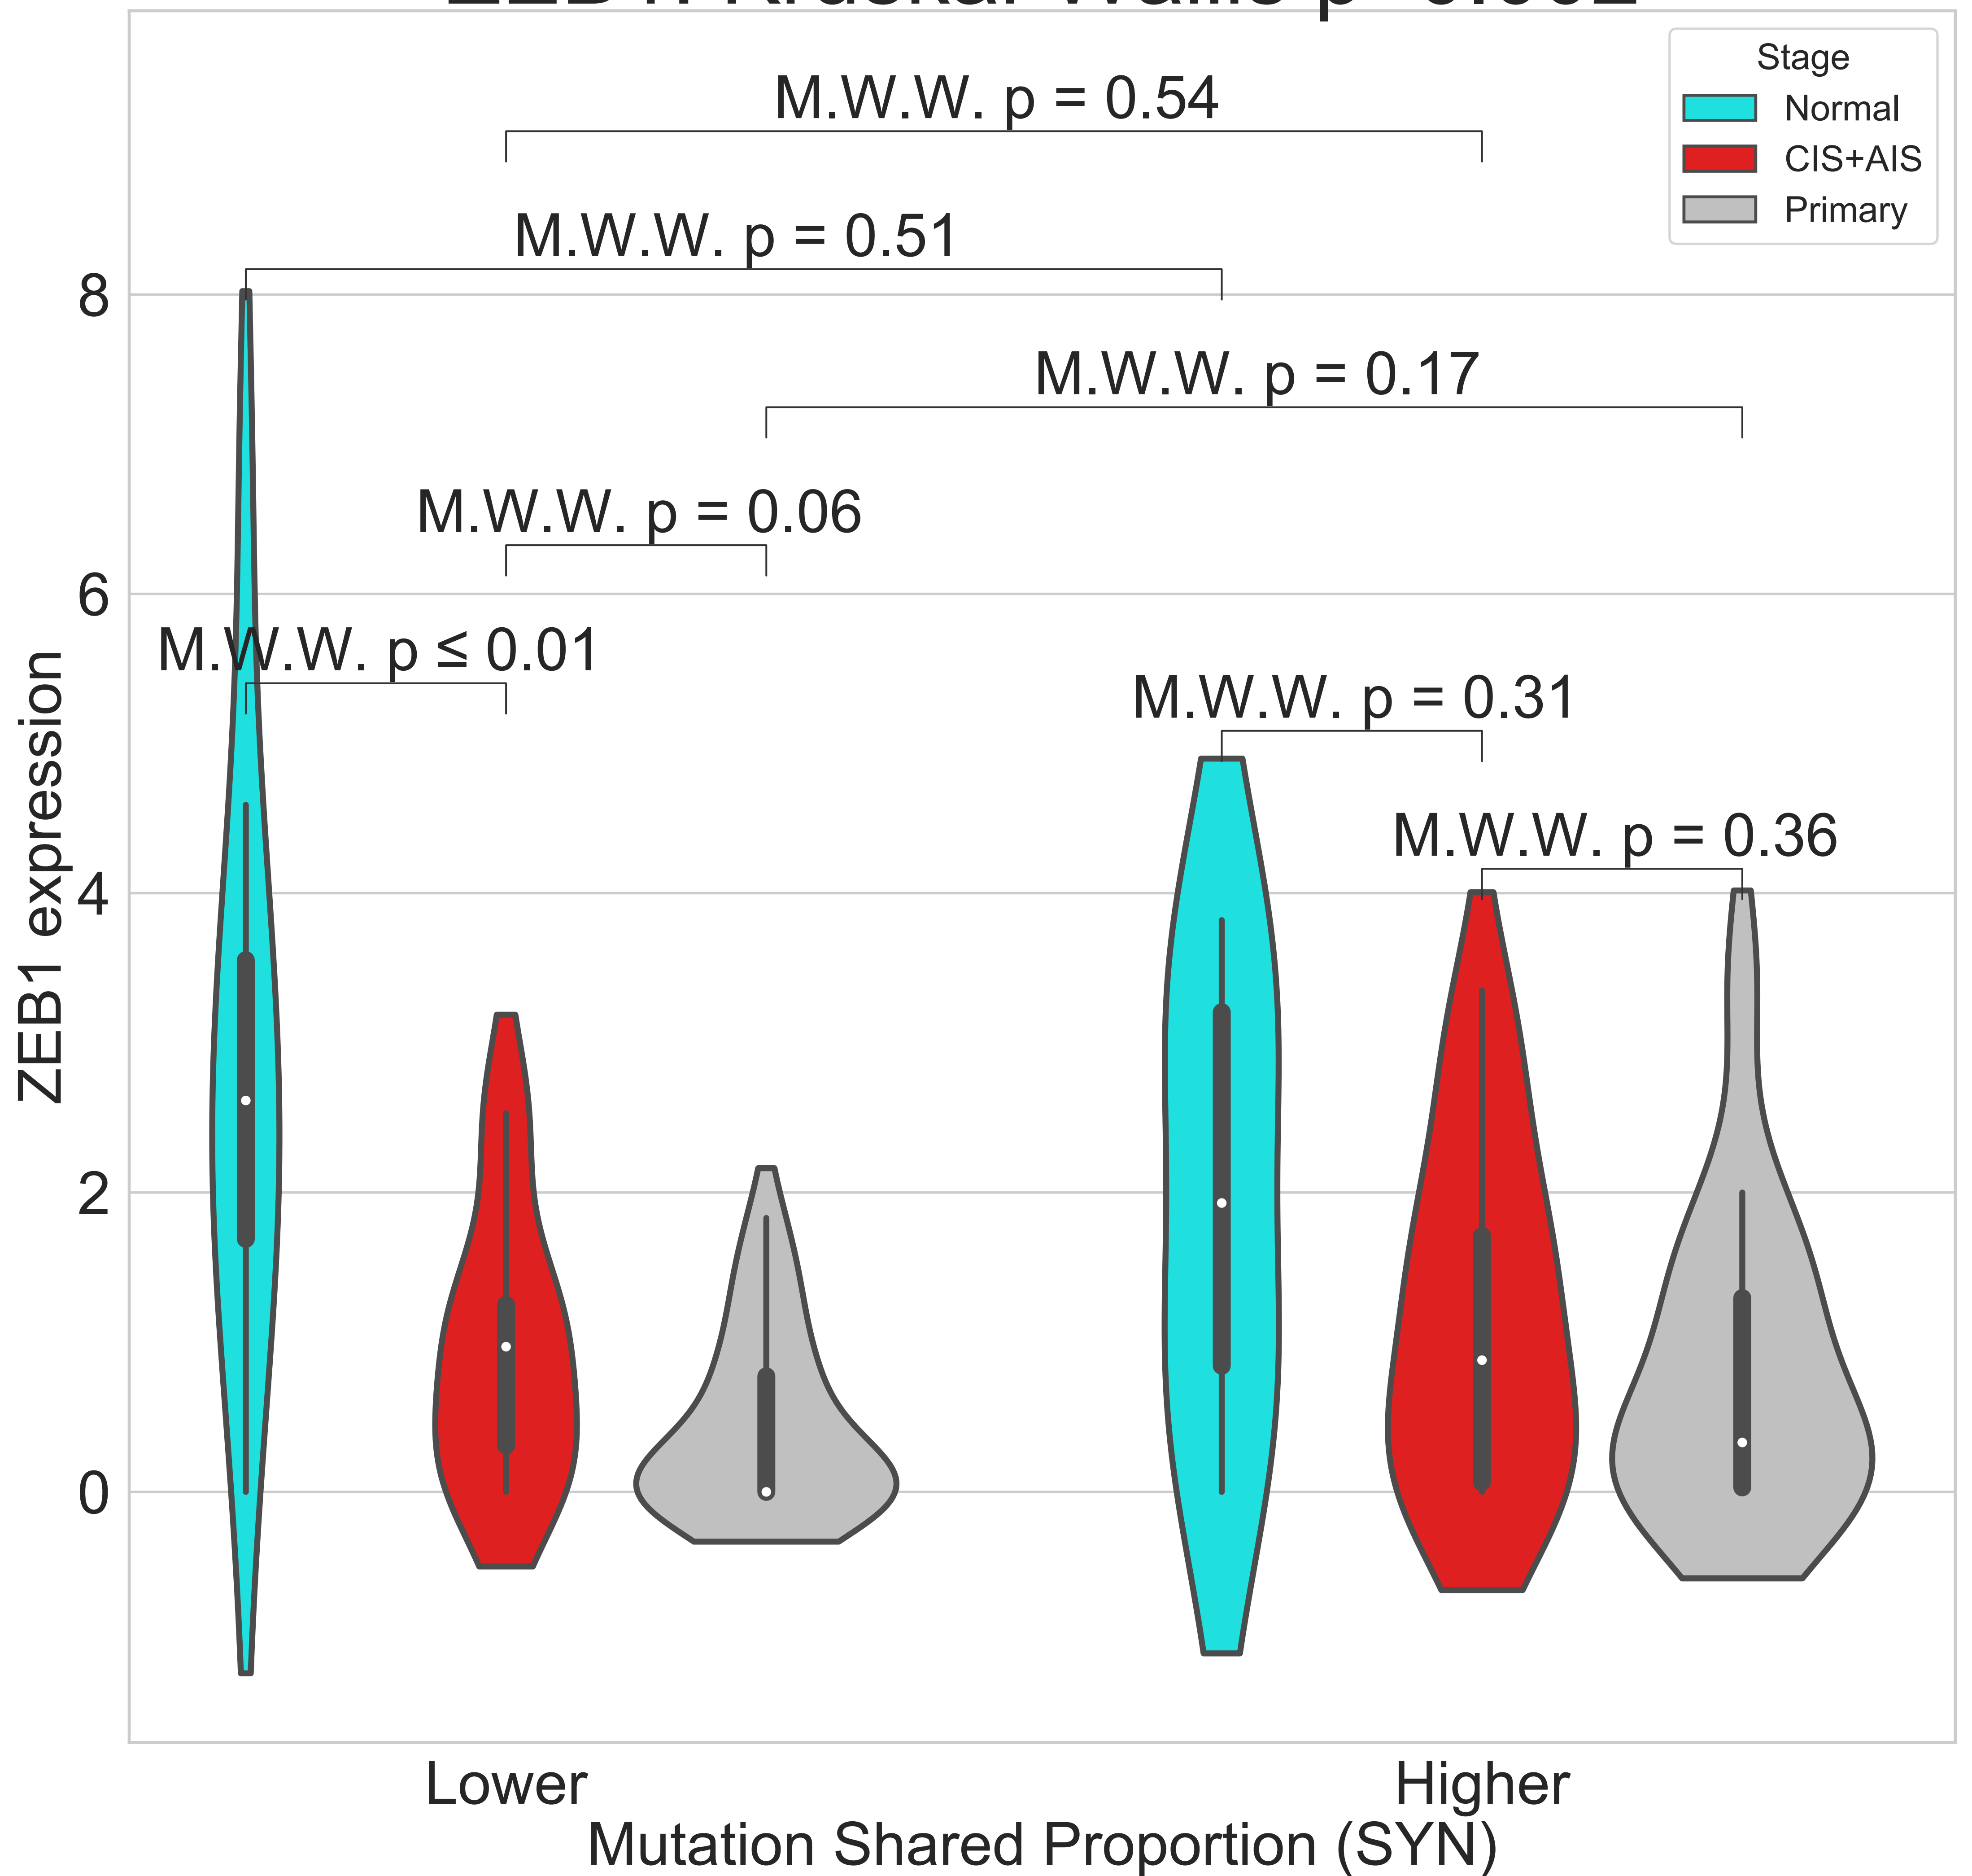 Stage
Normal
CIS+AIS
Primary
M.W.W. p = 0.54
M.W.W. p = 0.51
M.W.W. p = 0.17
M.W.W. p = 0.06
M.W.W. p ≤ 0.01
M.W.W. p = 0.31
M.W.W. p = 0.36
8
6
4
2
0
ZEB1 expression
Lower
Higher
Mutation Shared Proportion (SYN)